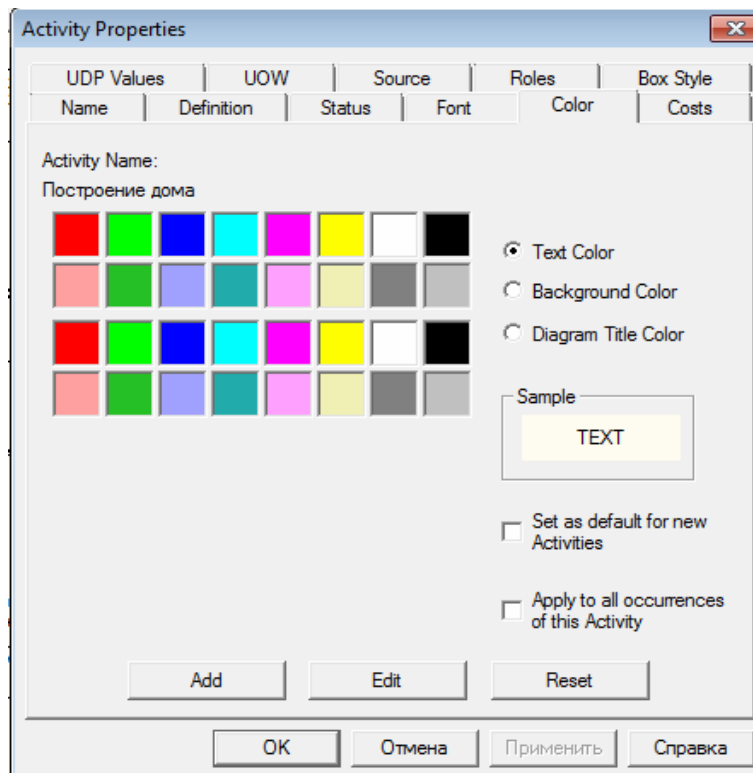 Activity Properties
UDP Values UOW Source Roles Box Style
Name Definition Status Font Color Costs
Activity Name:
Построение дома
Text Color
Background Color
Diagram Title Color
Sample
TEXT
Set as default for new
Activities
Apply to all occurrences
of this Activity
Add Edit Reset
OK Отмена Применить Справка